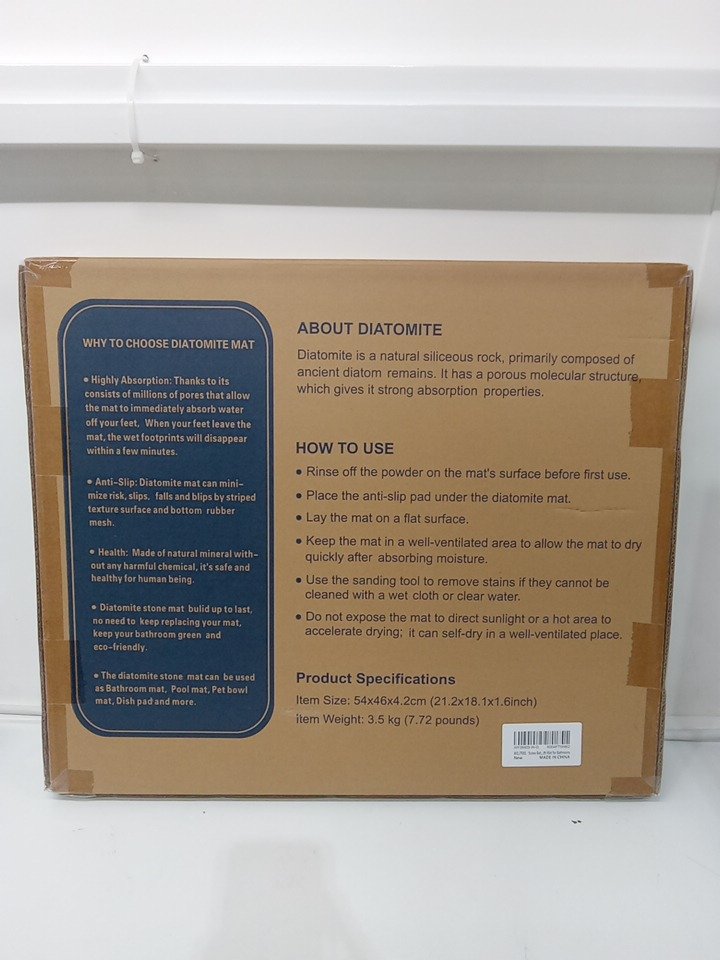 WHY TO CHOOSE DIATOMITE MAT
● Highly Absorption: Thanks to its
consists of millions of pores that allow
the mat to immediately absorb water
off your feet, When your feet leave the
mat, the wet footprints will disappear
within a few minutes.
● Anti-Slip: Diatomite mat can mini-
mize risk, slips, falls and blips by striped
texture surface and bottom rubber
mesh.
● Health: Made of natural mineral with-
out any harmful chemical, it's safe and
healthy for human being.
● Diatomite stone mat bulid up to last,
no need to keep replacing your mat,
keep your bathroom green and
eco-friendly.
● The diatomite stone mat can be used
as Bathroom mat, Pool mat, Pet bowl
mat, Dish pad and more.
ABOUT DIATOMITE
Diatomite is a natural siliceous rock, primarily composed of
ancient diatom remains. It has a porous molecular structure,
which gives it strong absorption properties.
HOW TO USE
● Rinse off the powder on the mat's surface before first use.
● Place the anti-slip pad under the diatomite mat.
● Lay the mat on a flat surface.
● Keep the mat in a well-ventilated area to allow the mat to dry
quickly after absorbing moisture.
● Use the sanding tool to remove stains if they cannot be
cleaned with a wet cloth or clear water.
● Do not expose the mat to direct sunlight or a hot area to
accelerate drying; it can self-dry in a well-ventilated place.
Product Specifications
Item Size: 54x46x4.2cm (21.2x18.1x1.6inch)
item Weight: 3.5 kg (7.72 pounds)
New MADE IN CHINA